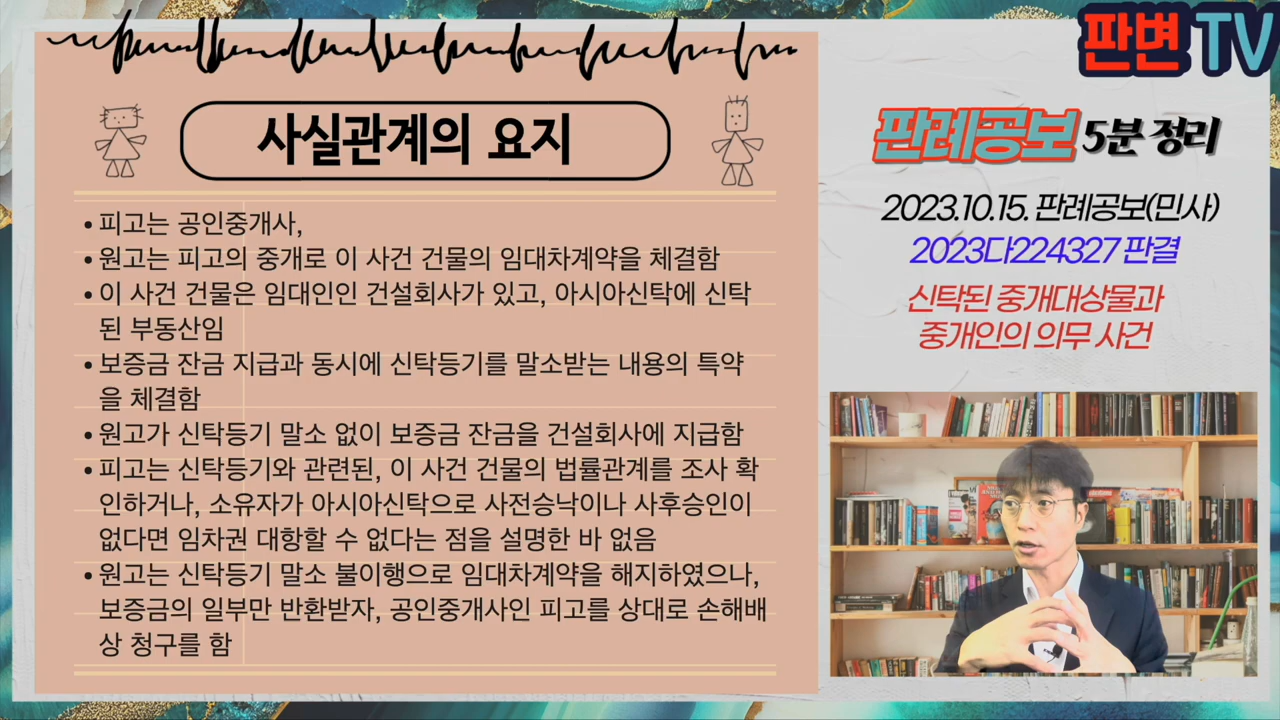 판변 TV
사실관계의 요지
• 피고는 공인중개사,
• 원고는 피고의 중개로 이 사건 건물의 임대차계약을 체결함
• 이 사건 건물은 임대인인 건설회사가 있고, 아시아신탁에 신탁
된 부동산임
• 보증금 잔금 지급과 동시에 신탁등기를 말소받는 내용의 특약
을 체결함
• 원고가 신탁등기 말소 없이 보증금 잔금을 건설회사에 지급함
• 피고는 신탁등기와 관련된, 이 사건 건물의 법률관계를 조사 확
인하거나, 소유자가 아시아신탁으로 사전승낙이나 사후승인이
없다면 임차권 대항할 수 없다는 점을 설명한 바 없음
• 원고는 신탁등기 말소 불이행으로 임대차계약을 해지하였으나,
보증금의 일부만 반환받자, 공인중개사인 피고를 상대로 손해배
상 청구를 함
판례공보 5분 정리
2023.10.15. 판례공보(민사)
2023다224327 판결
신탁된 중개대상물과
중개인의 의무 사건